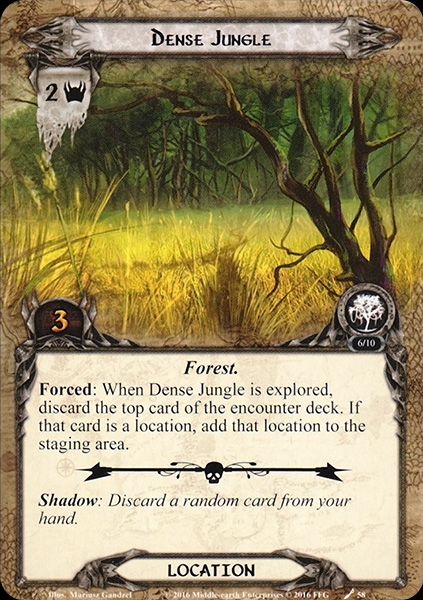 Dense Jungle
2
3
6/10
Forest.
Forced: When Dense Jungle is explored,
discard the top card of the encounter deck. If
that card is a location, add that location to the
staging area.
Shadow: Discard a random card from your
hand.
LOCATION
Illus. Mariusz Gandzel © 2016 Middle-earth Enterprises © 2016 FFG 58